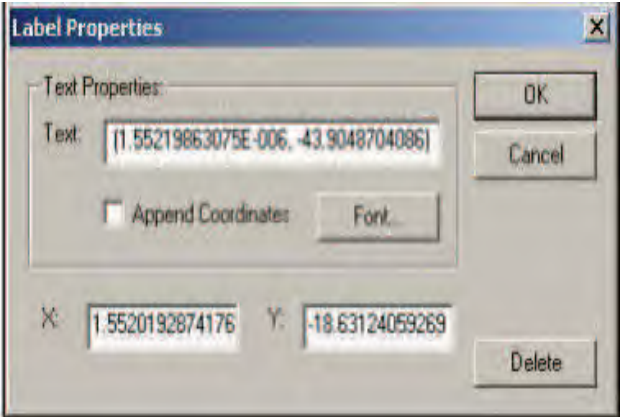 Label Properties
Text Properties:
OK
Text: (1.55219863075E-006, -43.9048704086)
Cancel
Append Coordinates Font...
X: 1.5520192874176 Y: -18.63124059269
Delete